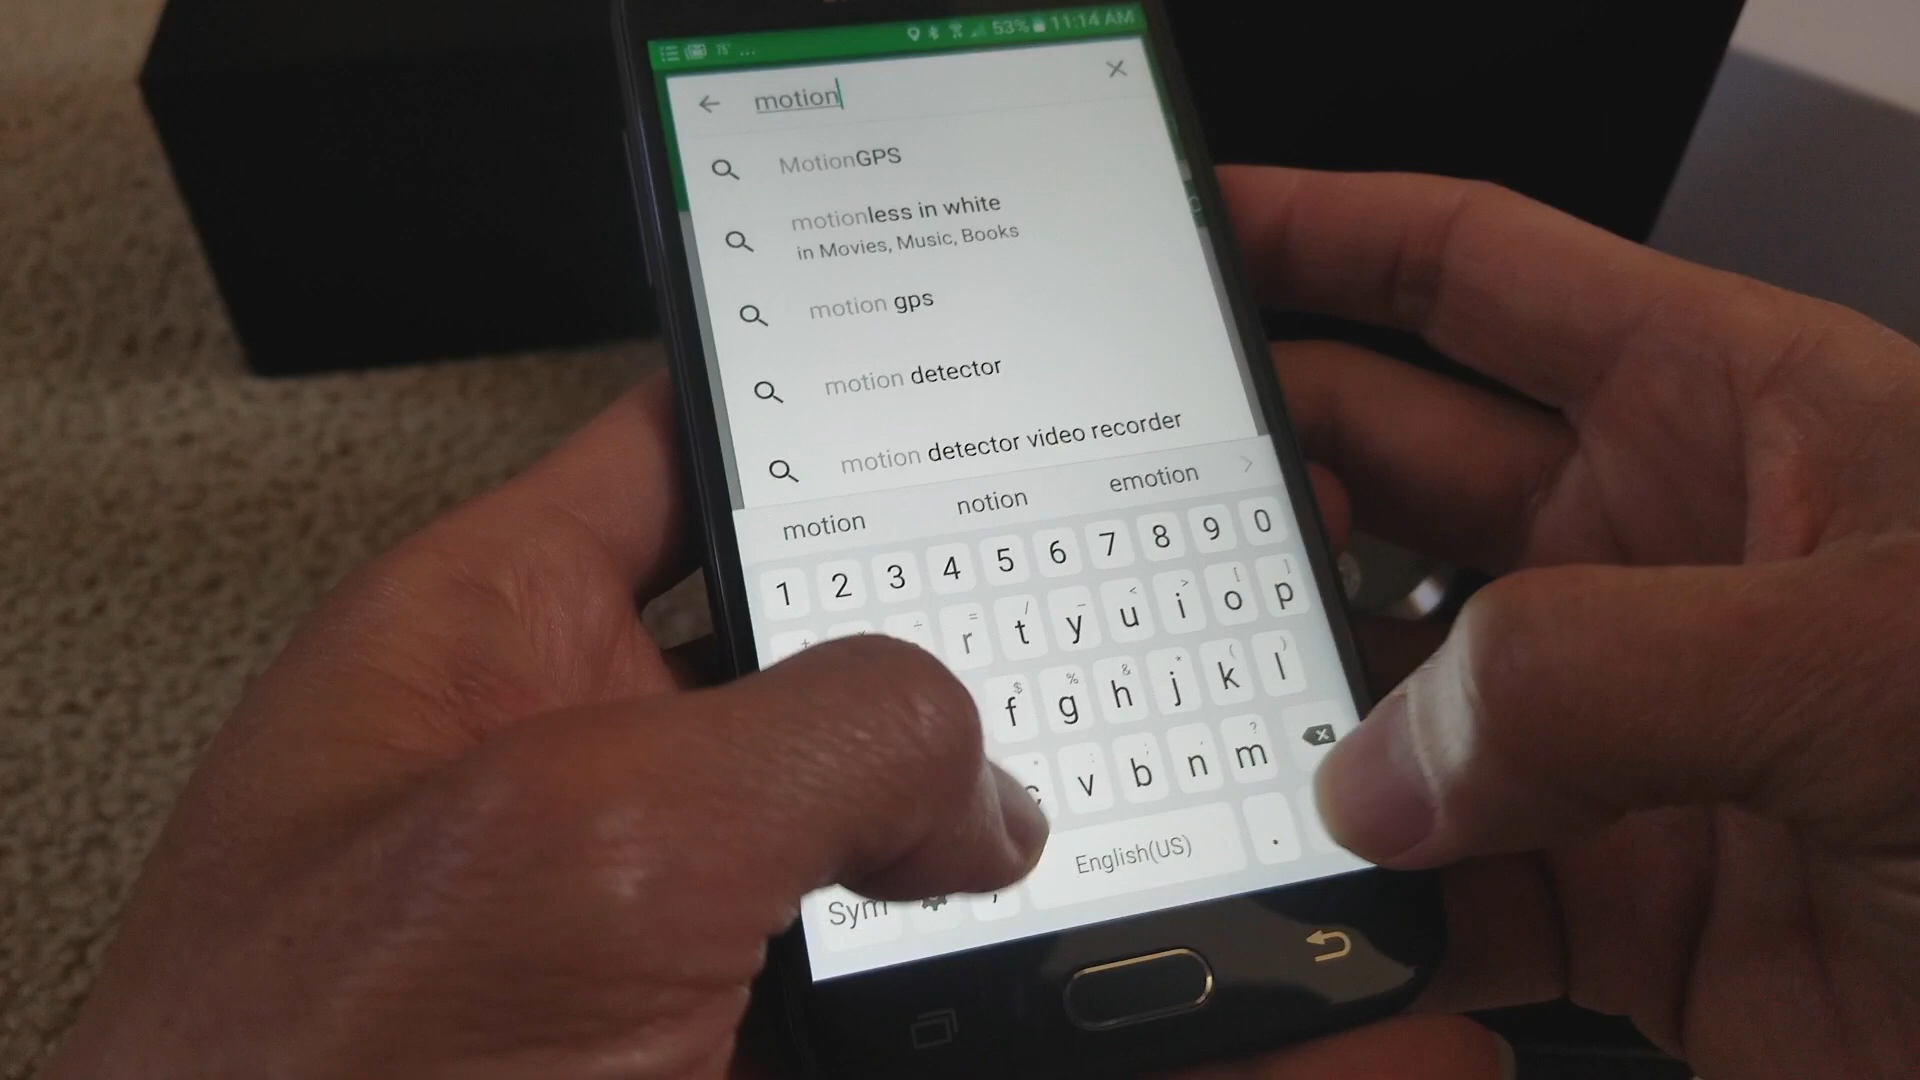 75° ... 53% 11:14 AM
motion
MotionGPS
motionless in white
in Movies, Music, Books
motion gps
motion detector
motion detector video recorder
motion notion emotion
1 2 3 4 5 6 7 8 9 0
+ × ÷ = / _ < > [ ]
r t y u i o p
$ % & * ( )
f g h j k l
?
c v b n m
Sym , English(US) .